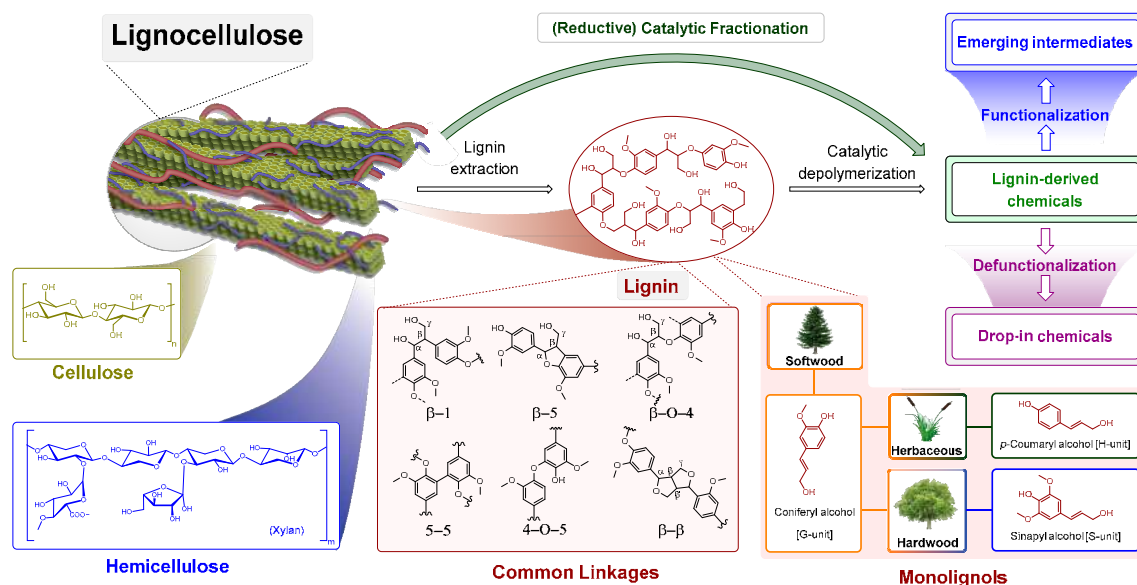 Lignocellulose
(Reductive) Catalytic Fractionation
Emerging intermediates
Functionalization
Lignin
extraction
Catalytic
depolymerization
Lignin-derived
chemicals
Defunctionalization
Drop-in chemicals
Lignin
Cellulose
n
Hemicellulose
(Xylan)
m
COO⁻
β–1
β–5
β–O–4
5–5
4–O–5
β–β
Common Linkages
Softwood
Herbaceous
Hardwood
Coniferyl alcohol
[G-unit]
p-Coumaryl alcohol [H-unit]
Sinapyl alcohol [S-unit]
Monolignols